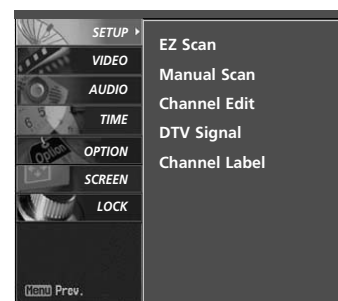 SETUP
VIDEO
AUDIO
TIME
OPTION
SCREEN
LOCK
Menu Prev.
EZ Scan
Manual Scan
Channel Edit
DTV Signal
Channel Label